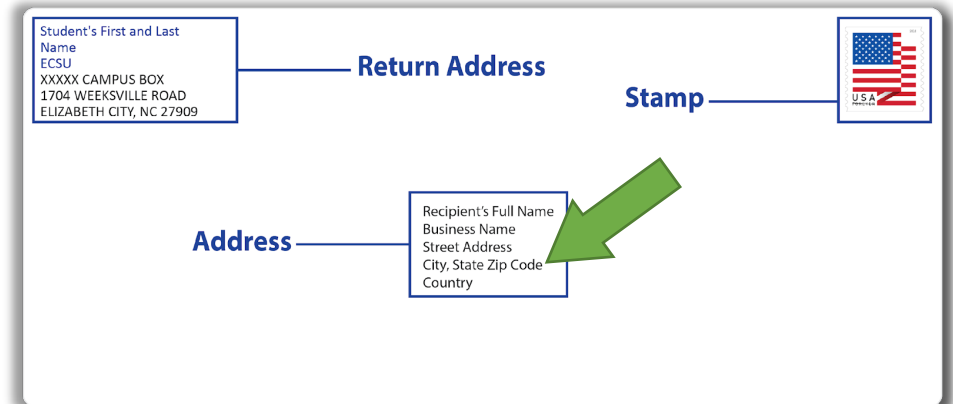 Student's First and Last
Name
ECSU
XXXXX CAMPUS BOX
1704 WEEKSVILLE ROAD
ELIZABETH CITY, NC 27909
Return Address
Stamp
USA
FOREVER
Address
Recipient's Full Name
Business Name
Street Address
City, State Zip Code
Country